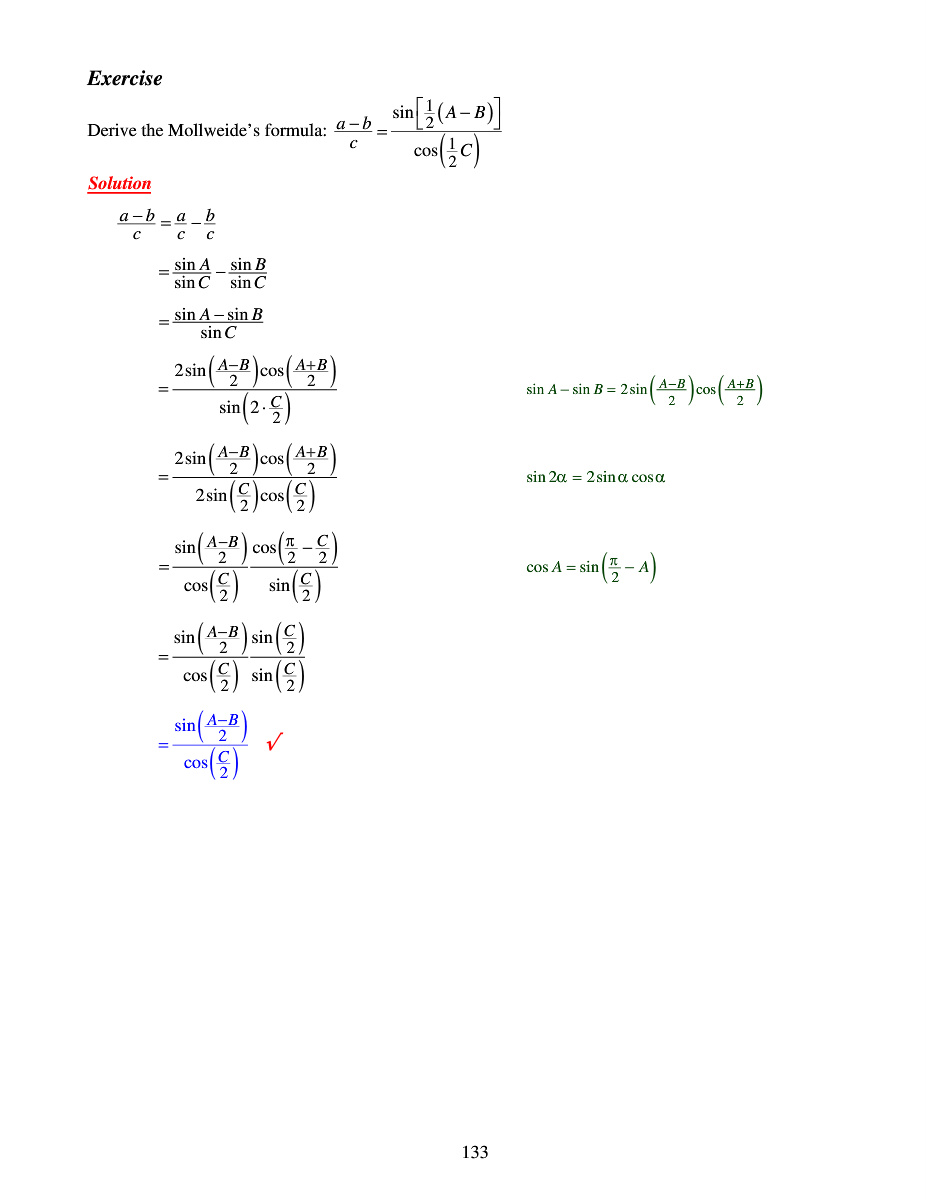 Exercise
Derive the Mollweide's formula: \frac{a-b}{c} = \frac{\sin\left[\frac{1}{2}(A-B)\right]}{\cos\left(\frac{1}{2}C\right)}
Solution
\frac{a-b}{c} = \frac{a}{c} - \frac{b}{c}
= \frac{\sin A}{\sin C} - \frac{\sin B}{\sin C}
= \frac{\sin A - \sin B}{\sin C}
= \frac{2\sin\left(\frac{A-B}{2}\right)\cos\left(\frac{A+B}{2}\right)}{\sin\left(2\cdot\frac{C}{2}\right)} \sin A - \sin B = 2\sin\left(\frac{A-B}{2}\right)\cos\left(\frac{A+B}{2}\right)
= \frac{2\sin\left(\frac{A-B}{2}\right)\cos\left(\frac{A+B}{2}\right)}{2\sin\left(\frac{C}{2}\right)\cos\left(\frac{C}{2}\right)} \sin 2α = 2\sin α \cos α
= \frac{\sin\left(\frac{A-B}{2}\right)}{\cos\left(\frac{C}{2}\right)} \frac{\cos\left(\frac{π}{2}-\frac{C}{2}\right)}{\sin\left(\frac{C}{2}\right)} \cos A = \sin\left(\frac{π}{2} - A\right)
= \frac{\sin\left(\frac{A-B}{2}\right)}{\cos\left(\frac{C}{2}\right)} \frac{\sin\left(\frac{C}{2}\right)}{\sin\left(\frac{C}{2}\right)}
= \frac{\sin\left(\frac{A-B}{2}\right)}{\cos\left(\frac{C}{2}\right)} √
133